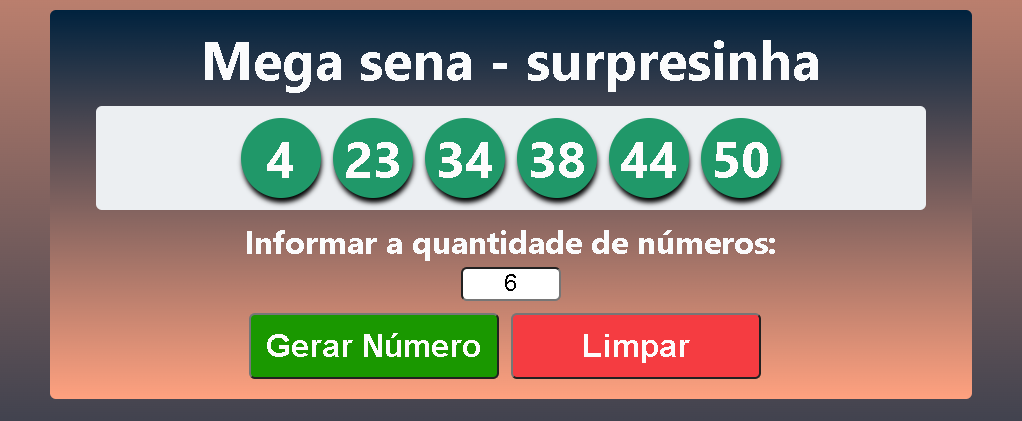 Mega sena - surpresinha
4 23 34 38 44 50
Informar a quantidade de números:
6
Gerar Número Limpar